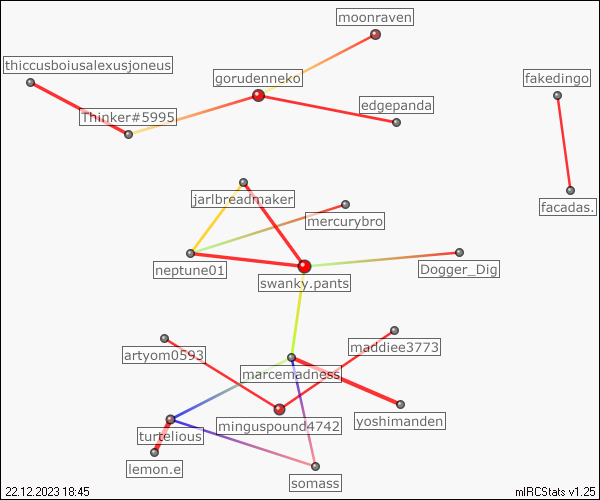 moonraven
thiccusboiusalexusjoneus
gorudenneko
fakedingo
edgepanda
Thinker#5995
jarlbreadmaker
facadas.
mercurybro
neptune01
Dogger_Dig
swanky.pants
artyom0593
maddiee3773
marcemadness
yoshimanden
minguspound4742
turtelious
lemon.e
somass
22.12.2023 18:45
mIRCStats v1.25